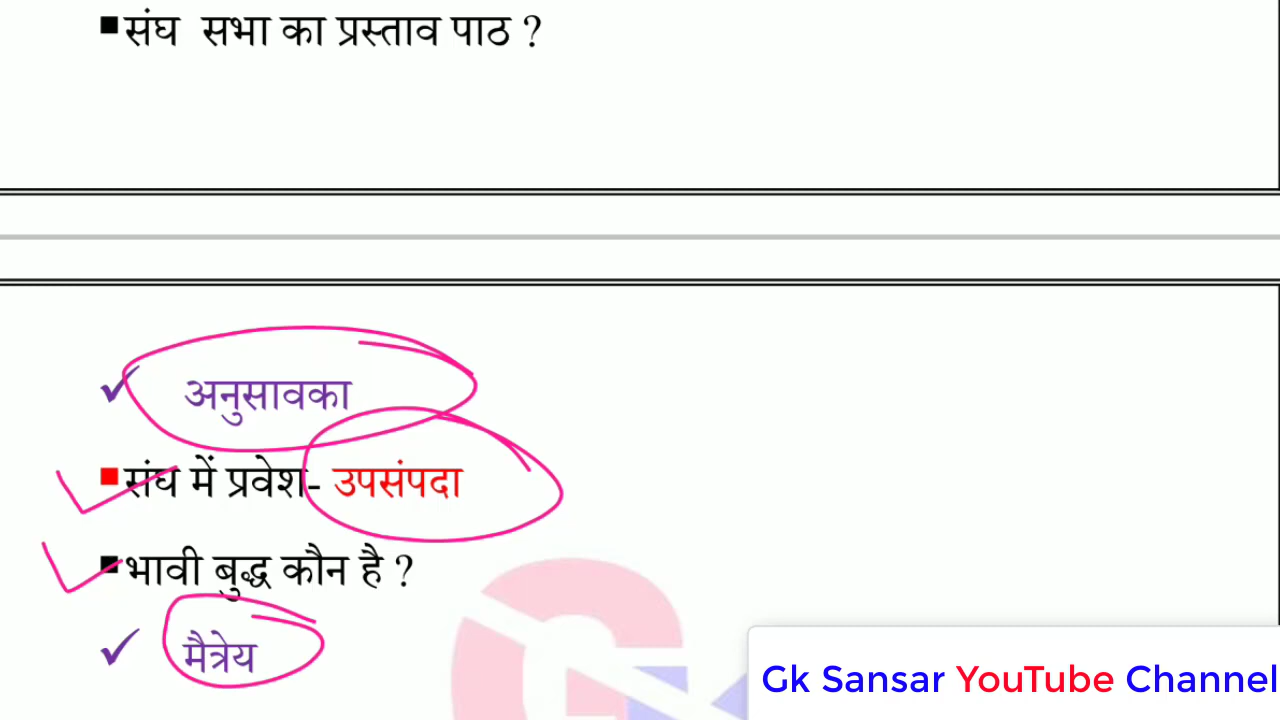 संघ सभा का प्रस्ताव पाठ ?
अनुसावका
संघ में प्रवेश- उपसंपदा
भावी बुद्ध कौन है ?
मैत्रेय
Gk Sansar YouTube Channel